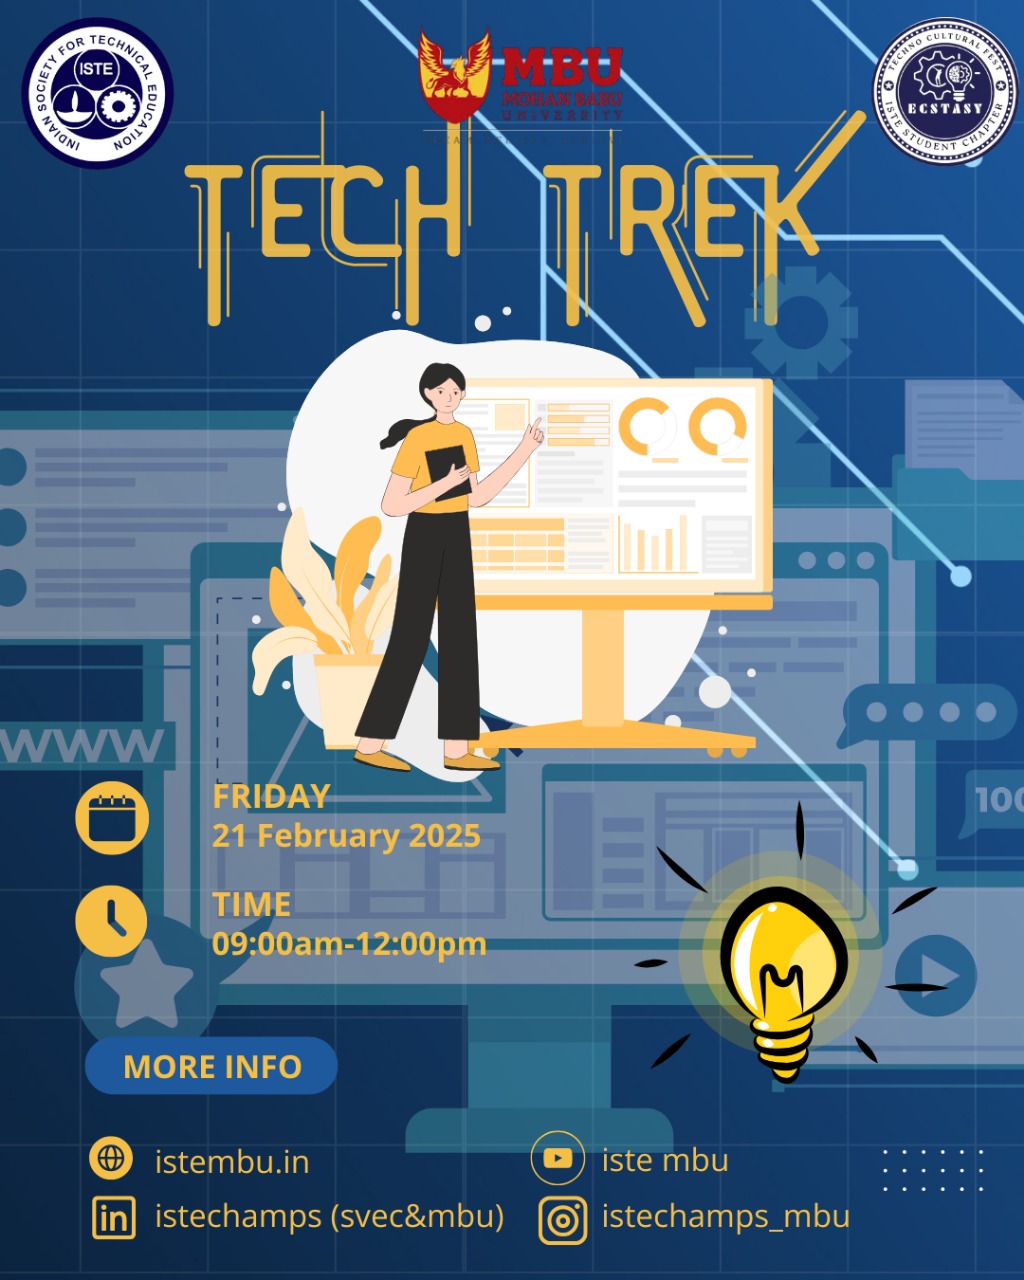 INDIAN SOCIETY FOR TECHNICAL EDUCATION
ISTE
MBU
MOHAN BABU
UNIVERSITY
TECHNO CULTURAL FEST
ECSTASY
ISTE STUDENT CHAPTER
TECH TREK
WWW
100
FRIDAY
21 February 2025
TIME
09:00am-12:00pm
MORE INFO
istembu.in
iste mbu
in
istechamps (svec&mbu)
istechamps_mbu